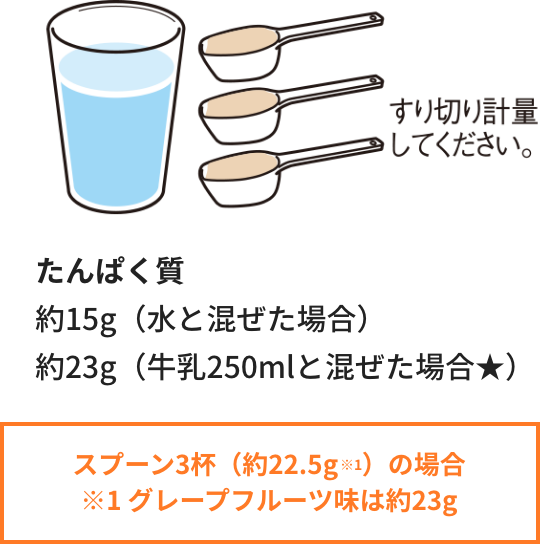 すり切り計量
してください。
たんぱく質
約15g（水と混ぜた場合）
約23g（牛乳250mlと混ぜた場合★）
スプーン3杯（約22.5g※1）の場合
※1 グレープフルーツ味は約23g